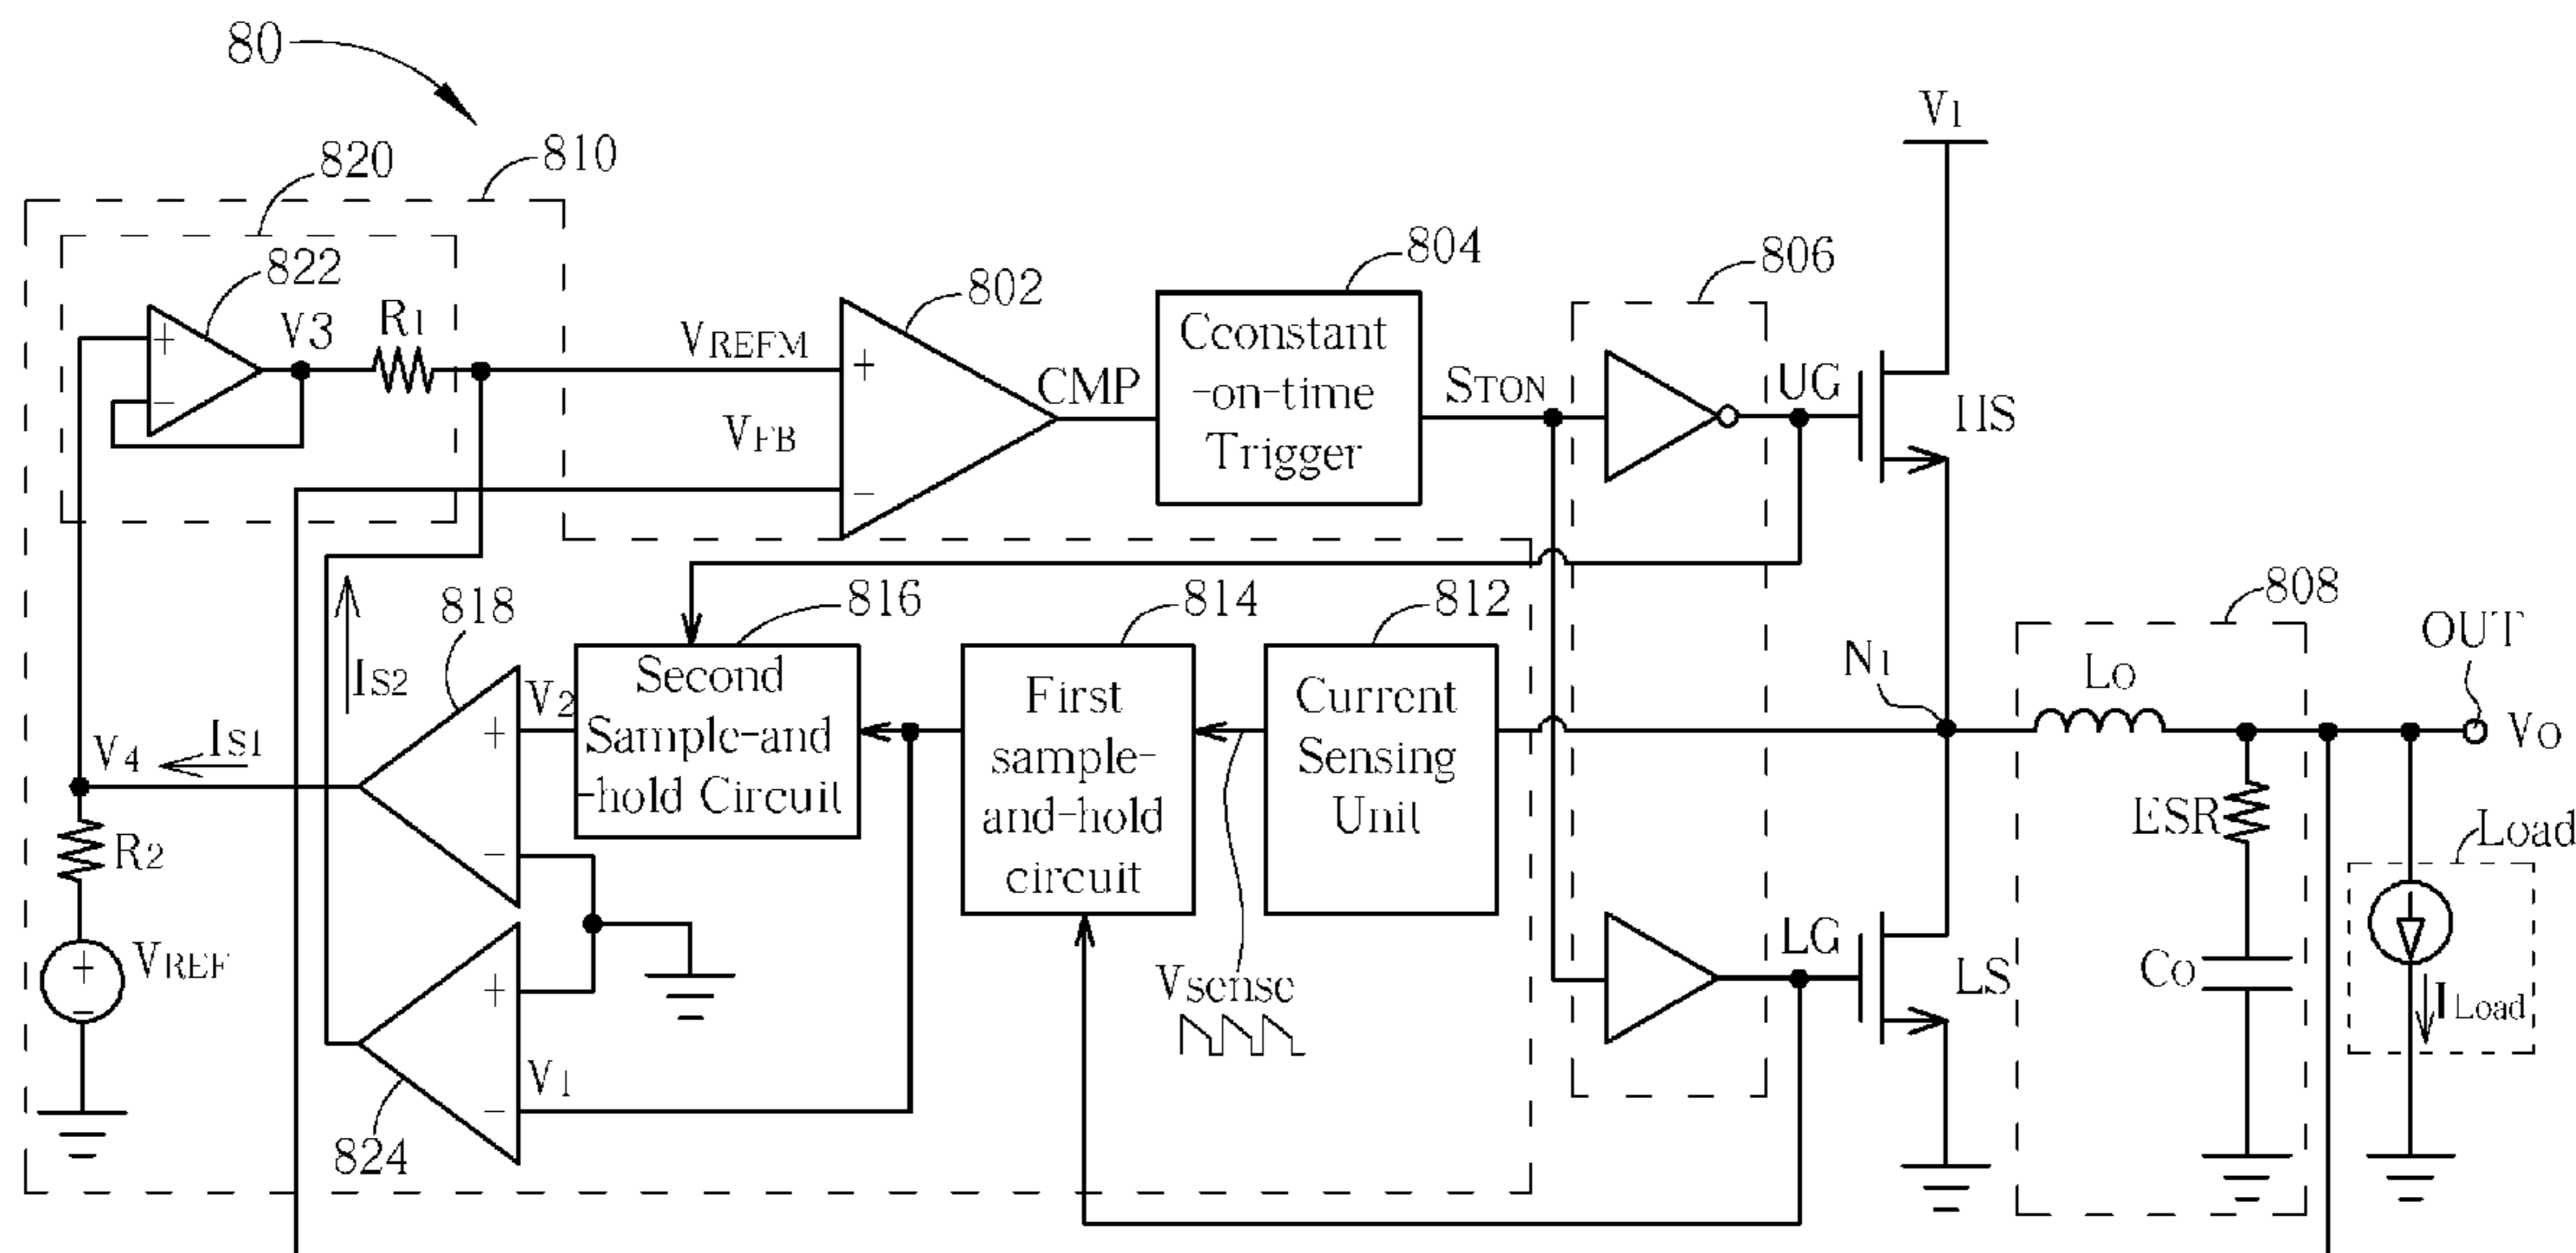 80
820
810
822
V3
R1
VREFM
VFB
802
CMP
804
Cconstant
-on-time
Trigger
STON
806
UG
VI
HS
818
IS2
V2
816
Second
Sample-and
-hold Circuit
814
First
sample-
and-hold
circuit
812
Current
Sensing
Unit
N1
808
LO
OUT
VO
V4
IS1
R2
VREF
ESR
Load
CO
ILoad
LG
LS
Vsense
V1
824
+
−
+
−
+
−
+
−
+
−